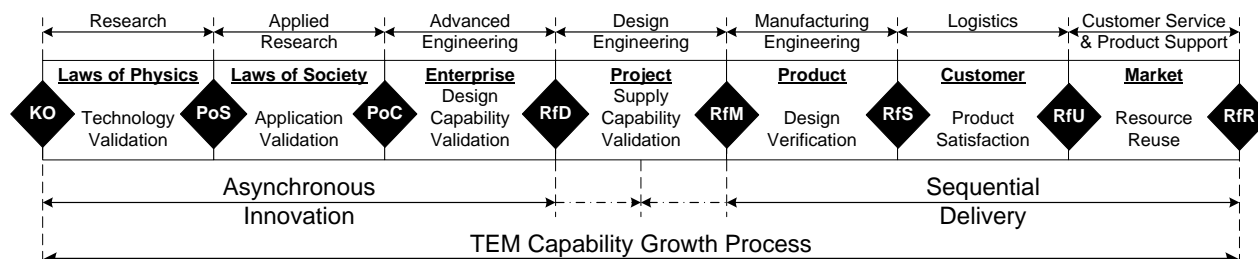 Research
Applied
Research
Advanced
Engineering
Design
Engineering
Manufacturing
Engineering
Logistics
Customer Service
& Product Support
Laws of Physics
Technology
Validation
Laws of Society
Application
Validation
Enterprise
Design
Capability
Validation
Project
Supply
Capability
Validation
Product
Design
Verification
Customer
Product
Satisfaction
Market
Resource
Reuse
KO
PoS
PoC
RfD
RfM
RfS
RfU
RfR
Asynchronous
Innovation
Sequential
Delivery
TEM Capability Growth Process